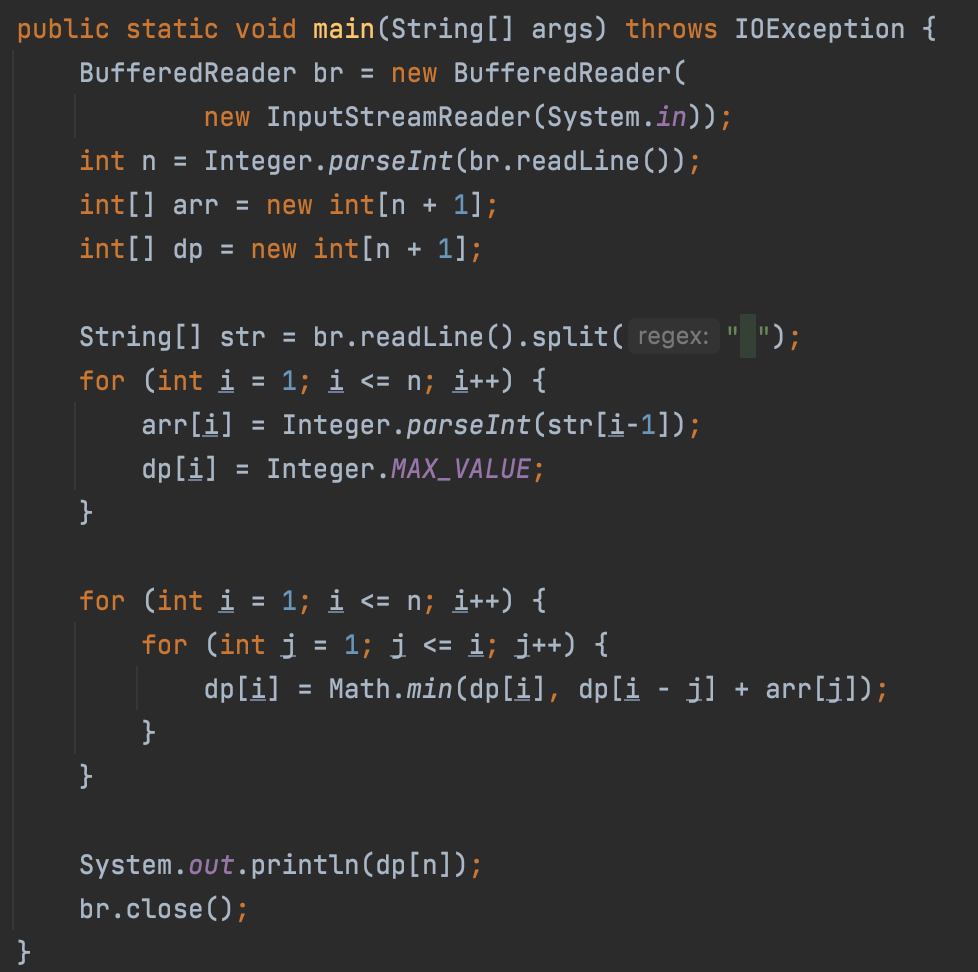 public static void main(String[] args) throws IOException {
    BufferedReader br = new BufferedReader(
            new InputStreamReader(System.in));
    int n = Integer.parseInt(br.readLine());
    int[] arr = new int[n + 1];
    int[] dp = new int[n + 1];

    String[] str = br.readLine().split( regex: " ");
    for (int i = 1; i <= n; i++) {
        arr[i] = Integer.parseInt(str[i-1]);
        dp[i] = Integer.MAX_VALUE;
    }

    for (int i = 1; i <= n; i++) {
        for (int j = 1; j <= i; j++) {
            dp[i] = Math.min(dp[i], dp[i - j] + arr[j]);
        }
    }

    System.out.println(dp[n]);
    br.close();
}